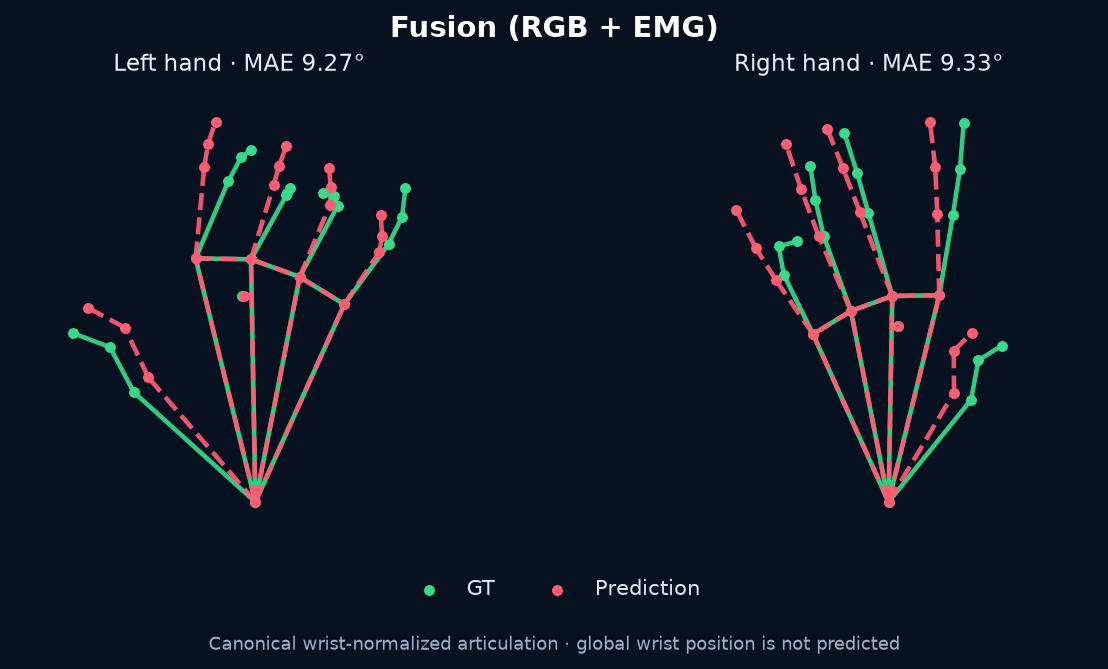 Fusion (RGB + EMG)
Left hand · MAE 9.27°
Right hand · MAE 9.33°
GT
Prediction
Canonical wrist-normalized articulation · global wrist position is not predicted